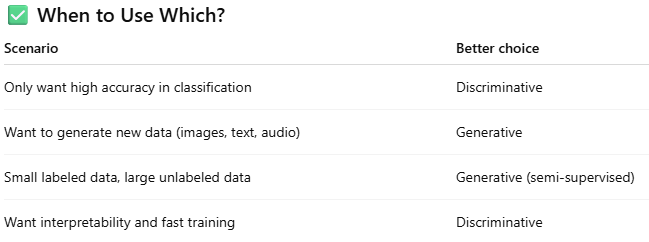 ✅ When to Use Which?
Scenario Better choice
Only want high accuracy in classification Discriminative
Want to generate new data (images, text, audio) Generative
Small labeled data, large unlabeled data Generative (semi-supervised)
Want interpretability and fast training Discriminative